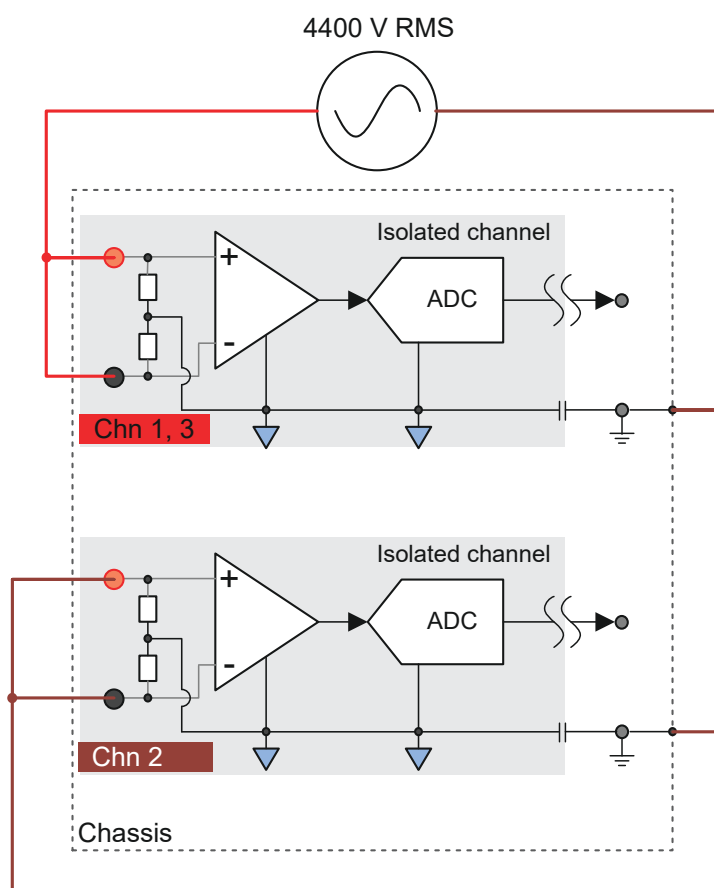 4400 V RMS
Isolated channel
+
ADC
-
Chn 1, 3
Isolated channel
+
ADC
-
Chn 2
Chassis